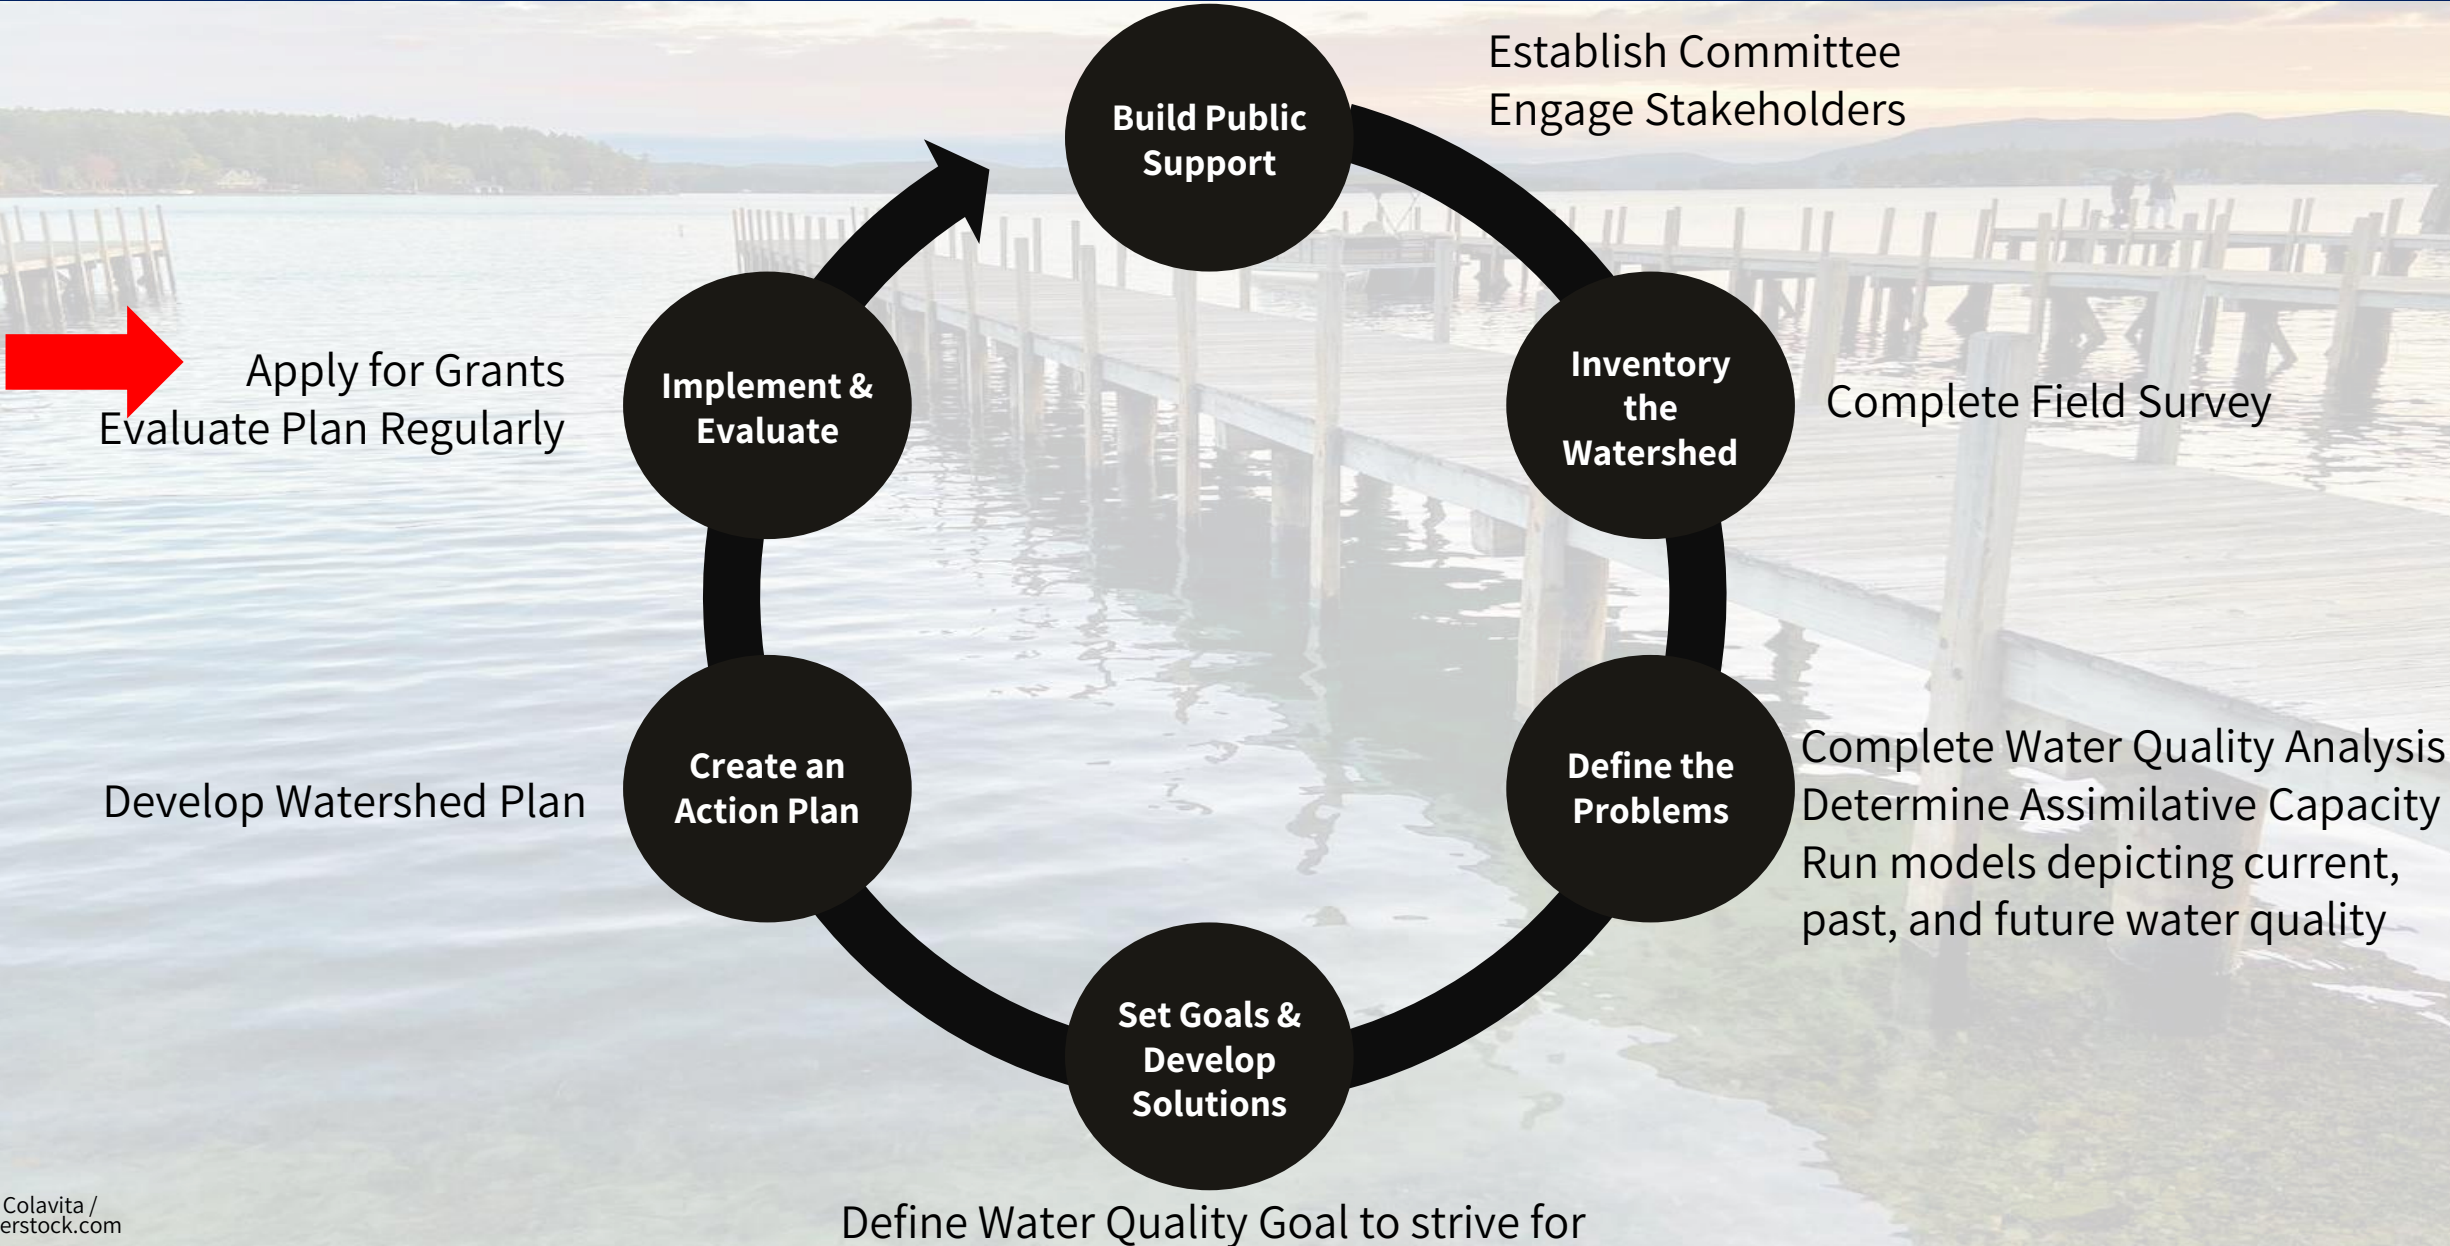 Build Public
Support
Establish Committee
Engage Stakeholders
Inventory
the
Watershed
Complete Field Survey
Define the
Problems
Complete Water Quality Analysis
Determine Assimilative Capacity
Run models depicting current,
past, and future water quality
Set Goals &
Develop
Solutions
Define Water Quality Goal to strive for
Create an
Action Plan
Develop Watershed Plan
Implement &
Evaluate
Apply for Grants
Evaluate Plan Regularly
Colavita /
erstock.com